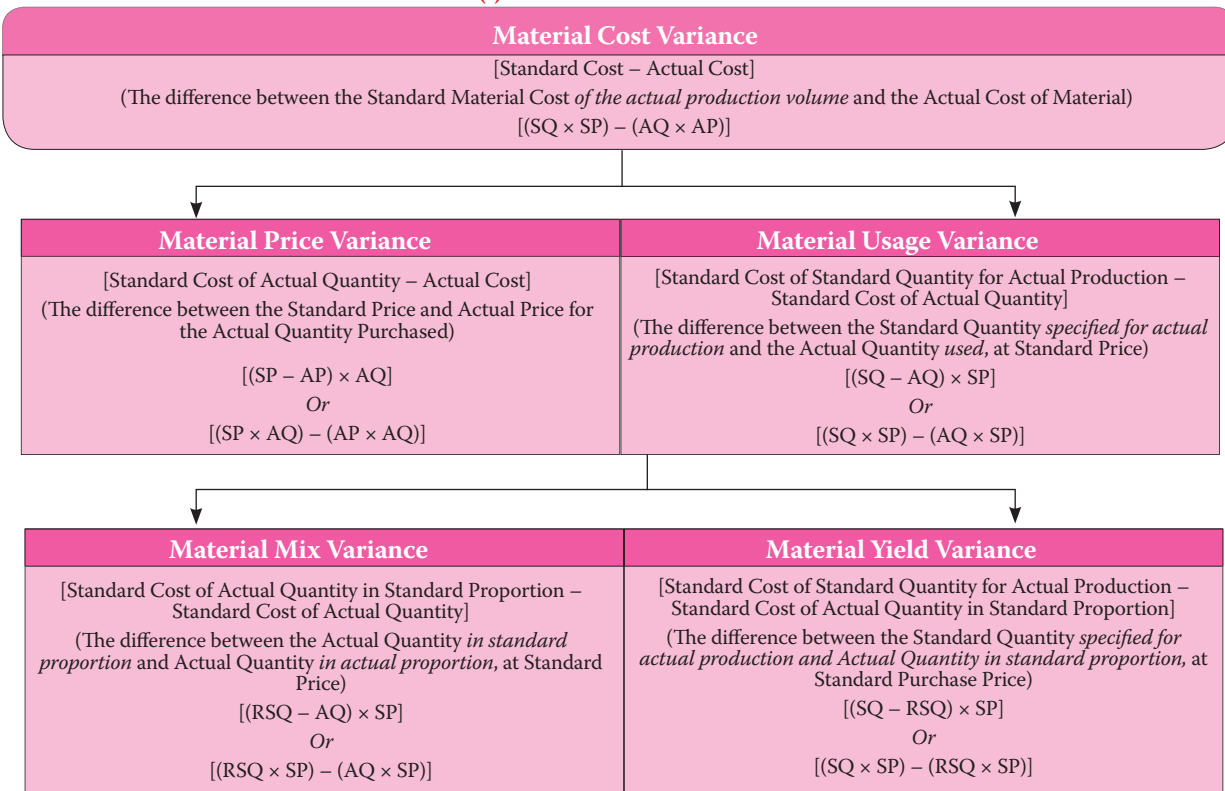 Material Cost Variance
[Standard Cost – Actual Cost]
(The difference between the Standard Material Cost of the actual production volume and the Actual Cost of Material)
[(SQ × SP) – (AQ × AP)]
Material Price Variance
[Standard Cost of Actual Quantity – Actual Cost]
(The difference between the Standard Price and Actual Price for
the Actual Quantity Purchased)
[(SP – AP) × AQ]
Or
[(SP × AQ) – (AP × AQ)]
Material Usage Variance
[Standard Cost of Standard Quantity for Actual Production –
Standard Cost of Actual Quantity]
(The difference between the Standard Quantity specified for actual
production and the Actual Quantity used, at Standard Price)
[(SQ – AQ) × SP]
Or
[(SQ × SP) – (AQ × SP)]
Material Mix Variance
[Standard Cost of Actual Quantity in Standard Proportion –
Standard Cost of Actual Quantity]
(The difference between the Actual Quantity in standard
proportion and Actual Quantity in actual proportion, at Standard
Price)
[(RSQ – AQ) × SP]
Or
[(RSQ × SP) – (AQ × SP)]
Material Yield Variance
[Standard Cost of Standard Quantity for Actual Production –
Standard Cost of Actual Quantity in Standard Proportion]
(The difference between the Standard Quantity specified for
actual production and Actual Quantity in standard proportion, at
Standard Purchase Price)
[(SQ – RSQ) × SP]
Or
[(SQ × SP) – (RSQ × SP)]